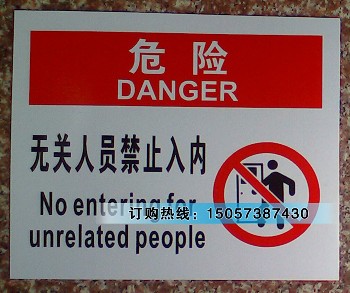 危险
DANGER
无关人员禁止入内
No entering for
订购热线：15057387430
unrelated people